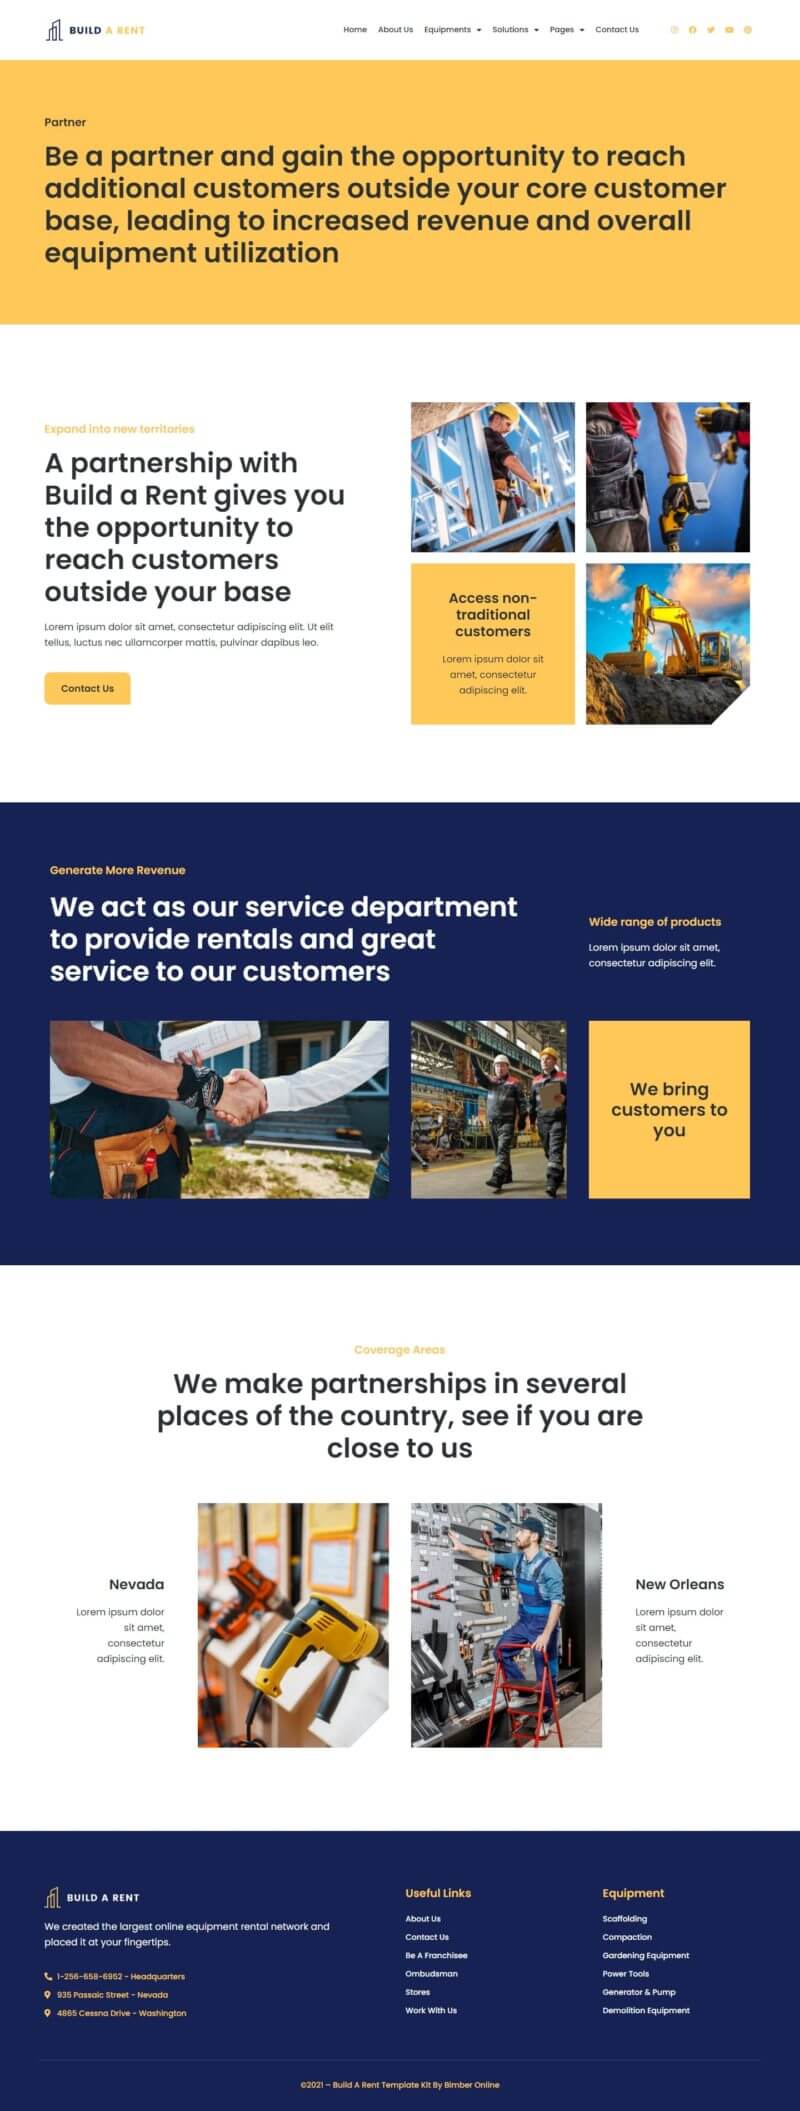 BUILD A RENT
Home About Us Equipments Solutions Pages Contact Us
Partner
Be a partner and gain the opportunity to reach
additional customers outside your core customer
base, leading to increased revenue and overall
equipment utilization
Expand into new territories
A partnership with
Build a Rent gives you
the opportunity to
reach customers
outside your base
Lorem ipsum dolor sit amet, consectetur adipiscing elit. Ut elit
tellus, luctus nec ullamcorper mattis, pulvinar dapibus leo.
Contact Us
Access non-
traditional
customers
Lorem ipsum dolor sit
amet, consectetur
adipiscing elit.
Generate More Revenue
We act as our service department
to provide rentals and great
service to our customers
Wide range of products
Lorem ipsum dolor sit amet,
consectetur adipiscing elit.
We bring
customers to
you
Coverage Areas
We make partnerships in several
places of the country, see if you are
close to us
Nevada
Lorem ipsum dolor
sit amet,
consectetur
adipiscing elit.
New Orleans
Lorem ipsum dolor
sit amet,
consectetur
adipiscing elit.
BUILD A RENT
We created the largest online equipment rental network and
placed it at your fingertips.
1-256-658-6952 - Headquarters
935 Passaic Street - Nevada
4865 Cessna Drive - Washington
Useful Links
About Us
Contact Us
Be A Franchisee
Ombudsman
Stores
Work With Us
Equipment
Scaffolding
Compaction
Gardening Equipment
Power Tools
Generator & Pump
Demolition Equipment
©2021 – Build A Rent Template Kit By Bimber Online